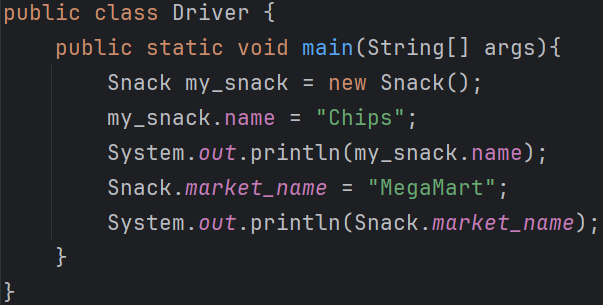 public class Driver {
    public static void main(String[] args){
        Snack my_snack = new Snack();
        my_snack.name = "Chips";
        System.out.println(my_snack.name);
        Snack.market_name = "MegaMart";
        System.out.println(Snack.market_name);
    }
}